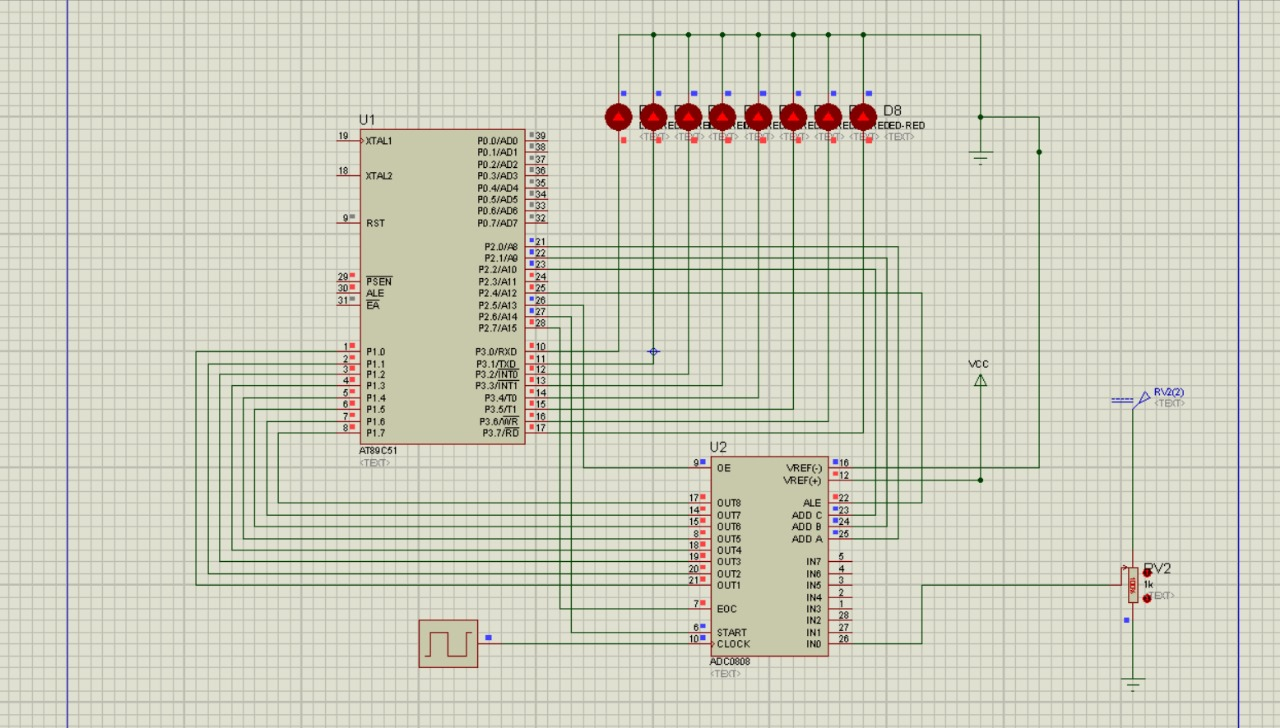 D8
LED-RED
<TEXT>
U1
19
XTAL1
18
XTAL2
9
RST
29
PSEN
30
ALE
31
EA
1
P1.0
2
P1.1
3
P1.2
4
P1.3
5
P1.4
6
P1.5
7
P1.6
8
P1.7
P0.0/AD0
39
P0.1/AD1
38
P0.2/AD2
37
P0.3/AD3
36
P0.4/AD4
35
P0.5/AD5
34
P0.6/AD6
33
P0.7/AD7
32
P2.0/A8
21
P2.1/A9
22
P2.2/A10
23
P2.3/A11
24
P2.4/A12
25
P2.5/A13
26
P2.6/A14
27
P2.7/A15
28
P3.0/RXD
10
P3.1/TXD
11
P3.2/INT0
12
P3.3/INT1
13
P3.4/T0
14
P3.5/T1
15
P3.6/WR
16
P3.7/RD
17
AT89C51
<TEXT>
VCC
RV2(2)
<TEXT>
U2
9
OE
17
OUT8
14
OUT7
15
OUT6
8
OUT5
18
OUT4
19
OUT3
20
OUT2
21
OUT1
7
EOC
6
START
10
CLOCK
VREF(-)
16
VREF(+)
12
ALE
22
ADD C
23
ADD B
24
ADD A
25
IN7
5
IN6
4
IN5
3
IN4
2
IN3
1
IN2
28
IN1
27
IN0
26
ADC0808
<TEXT>
RV2
1k
<TEXT>